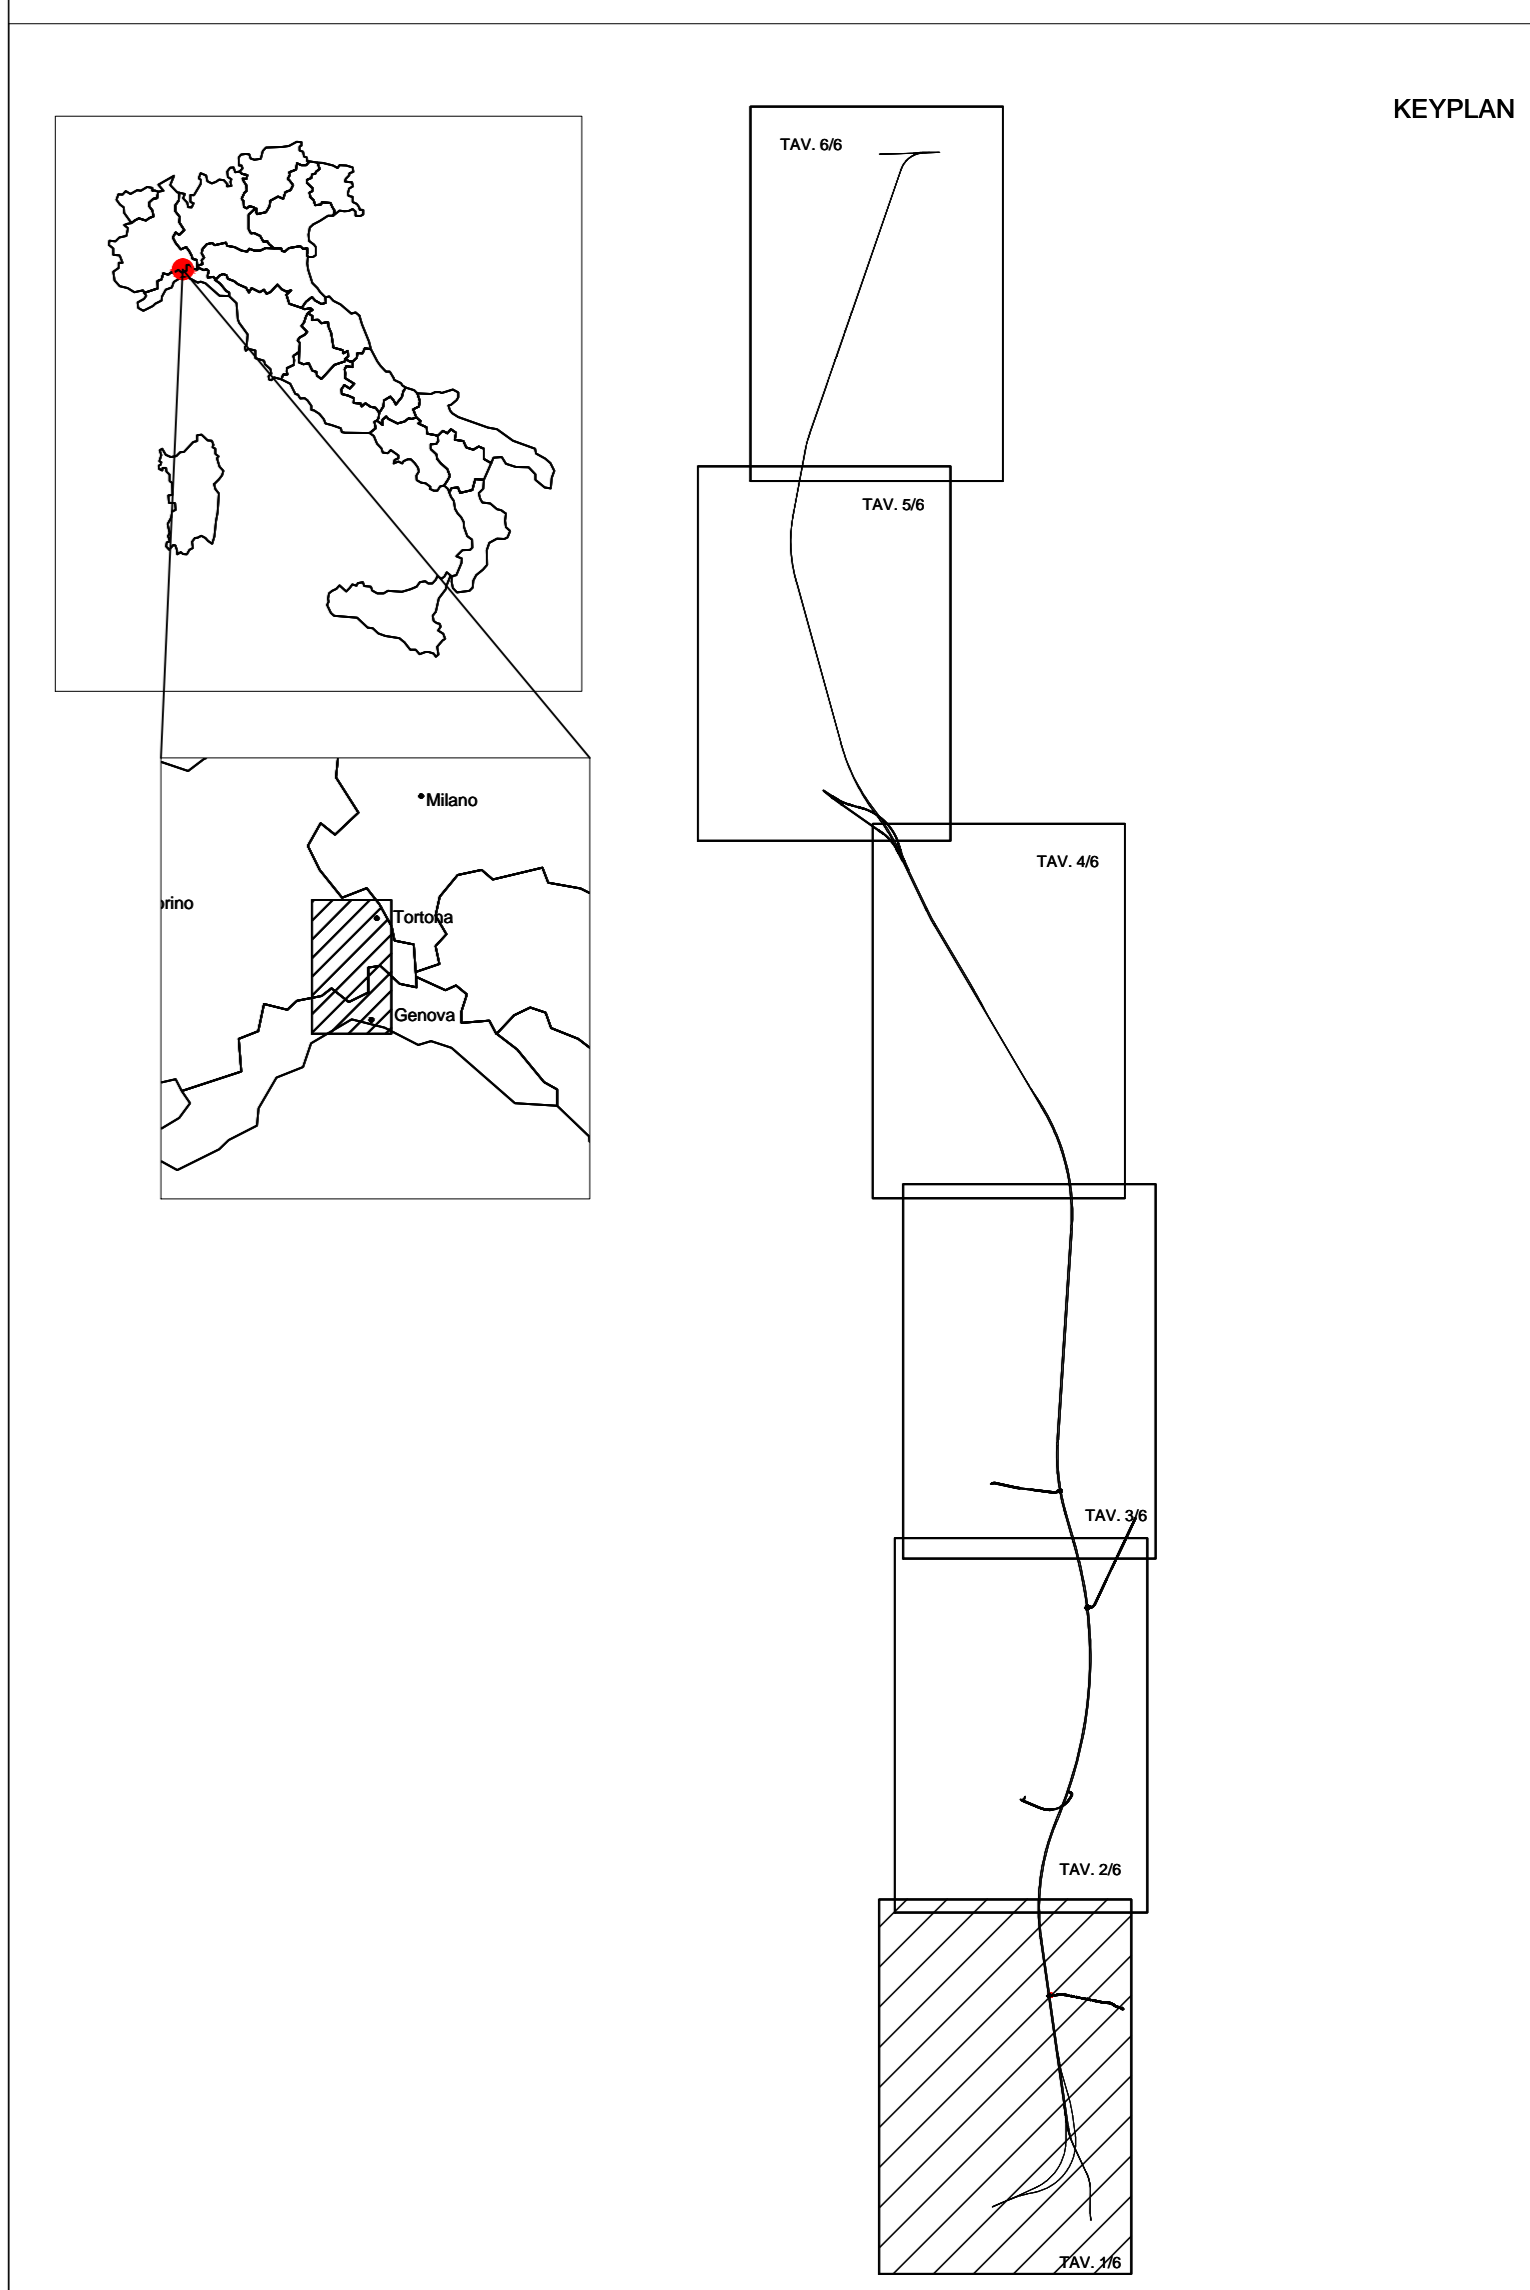 KEYPLAN
TAV. 6/6
TAV. 5/6
Milano
TAV. 4/6
orino
Tortona
Genova
TAV. 3/6
TAV. 2/6
TAV. 1/6